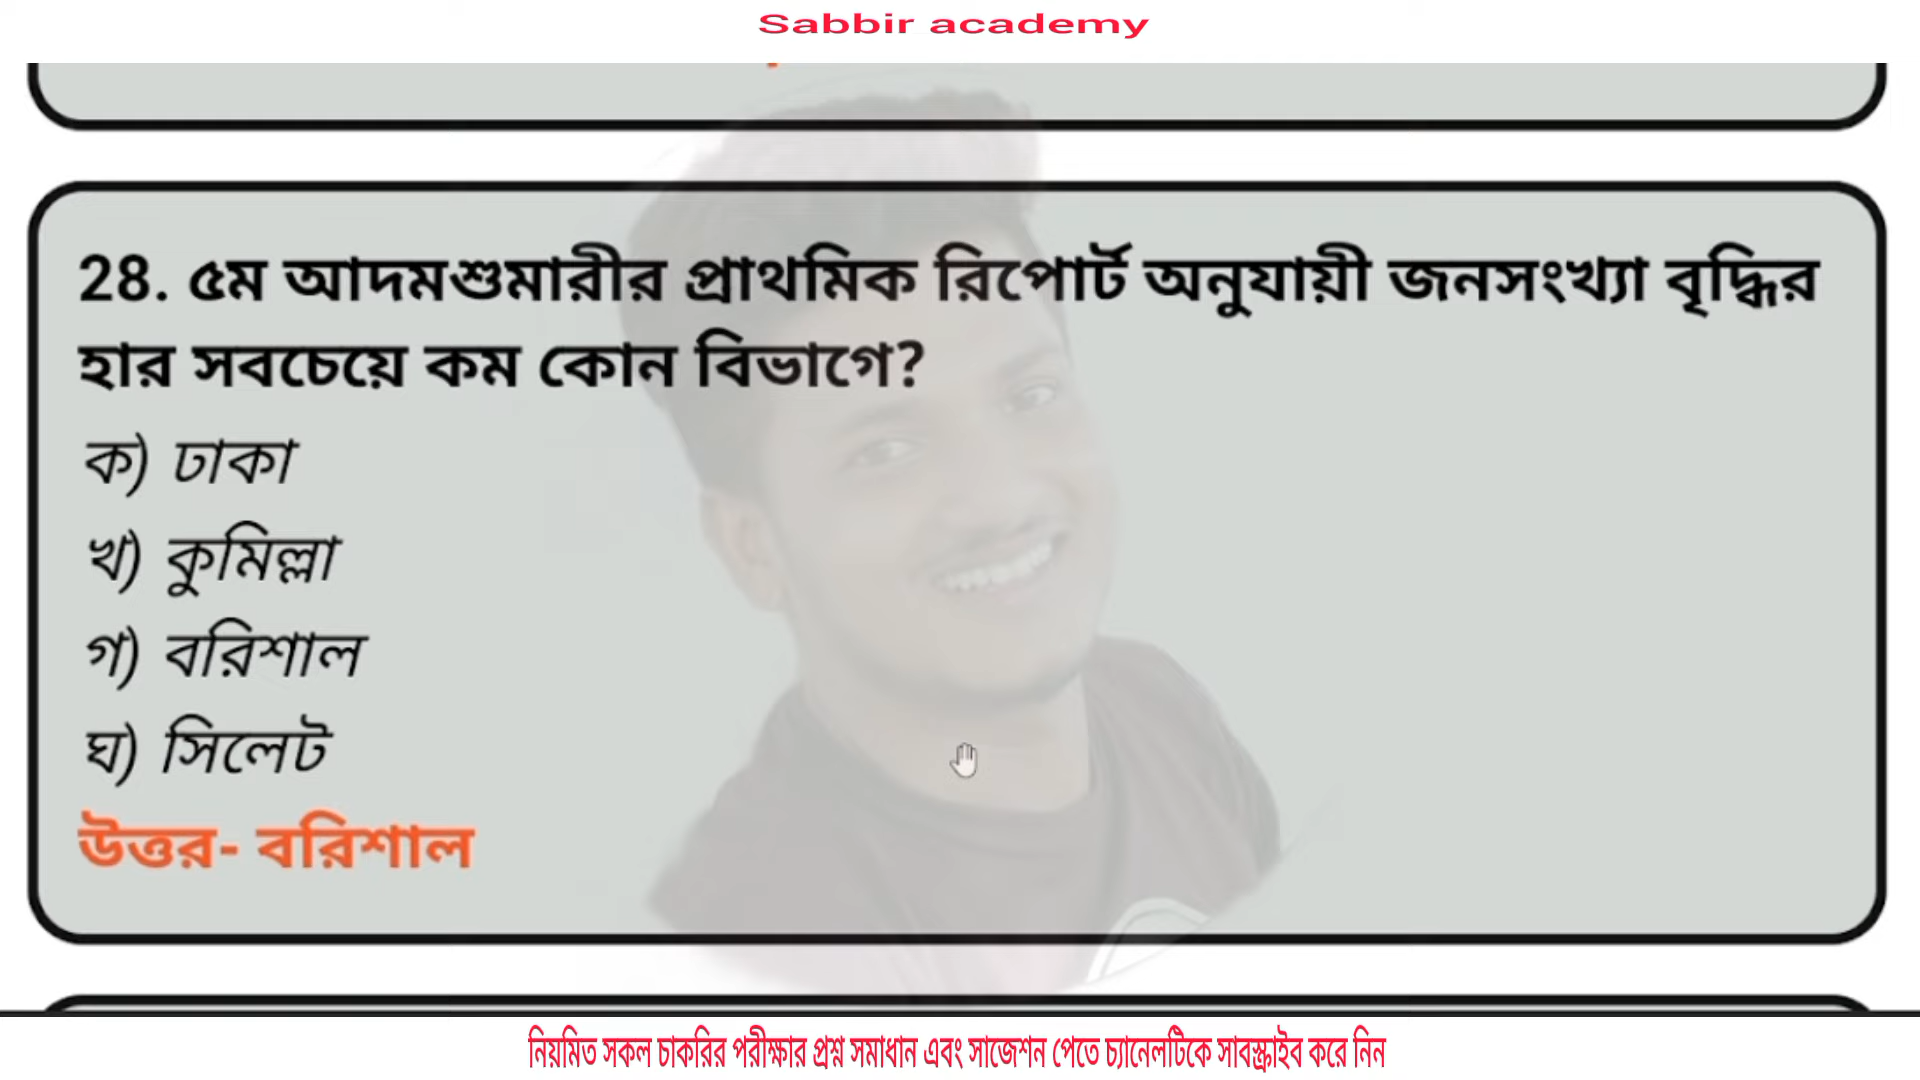 Sabbir academy
28. ৫ম আদমশুমারীর প্রাথমিক রিপোর্ট অনুযায়ী জনসংখ্যা বৃদ্ধির
হার সবচেয়ে কম কোন বিভাগে?
ক) ঢাকা
খ) কুমিল্লা
গ) বরিশাল
ঘ) সিলেট
উত্তর- বরিশাল
নিয়মিত সকল চাকরির পরীক্ষার প্রশ্ন সমাধান এবং সাজেশন পেতে চ্যানেলটিকে সাবস্ক্রাইব করে নিন